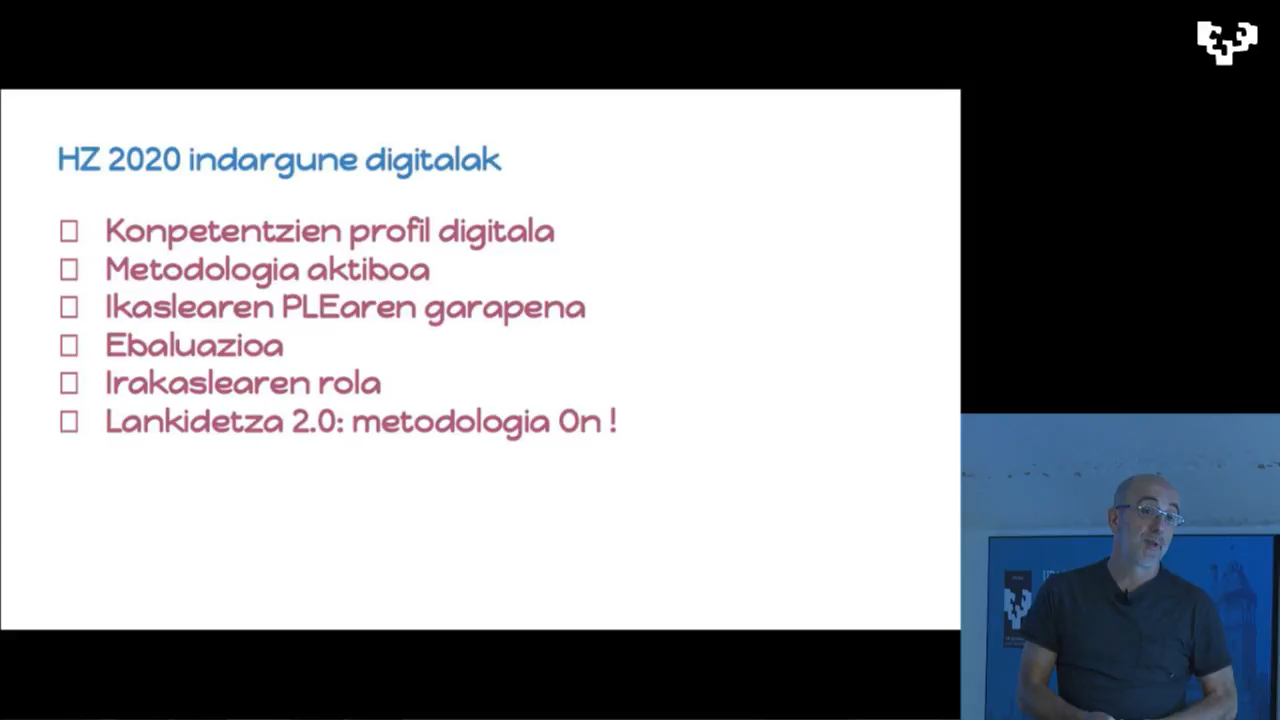 HZ 2020 indargune digitalak
Konpetentzien profil digitala
Metodologia aktiboa
Ikaslearen PLEaren garapena
Ebaluazioa
Irakaslearen rola
Lankidetza 2.0: metodologia On !